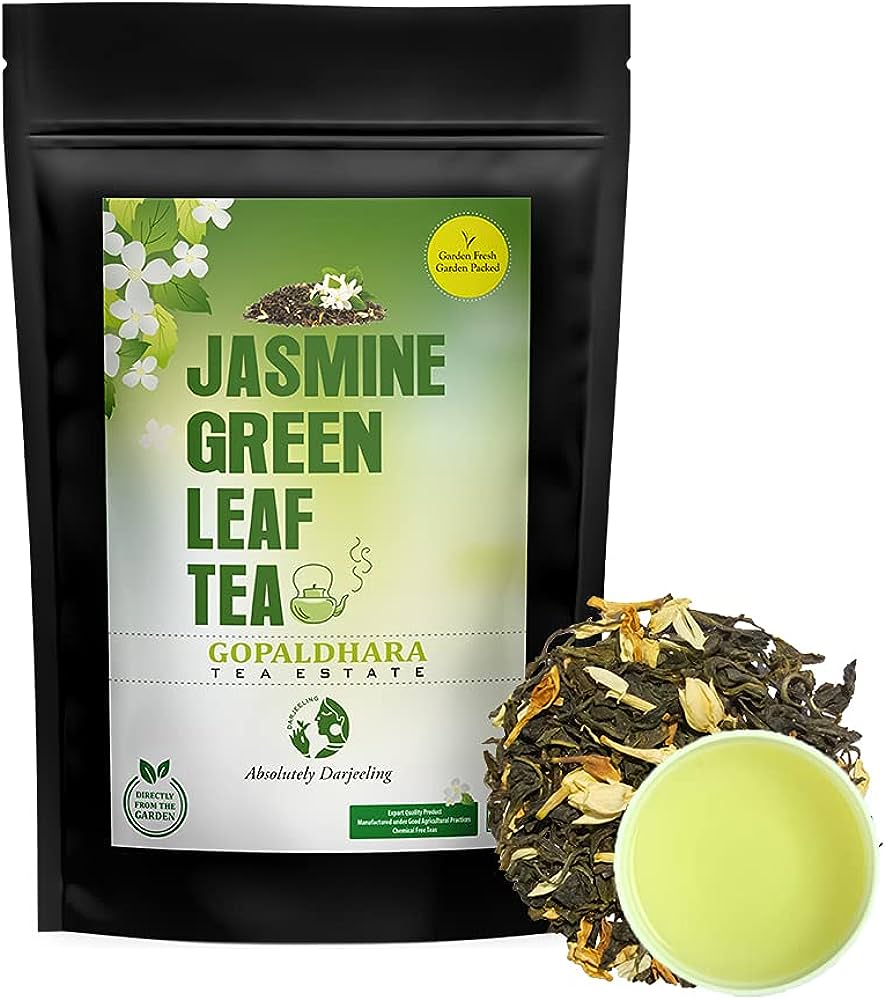 Garden Fresh
Garden Packed
JASMINE
GREEN
LEAF
TEA
GOPALDHARA
TEA ESTATE
DARJEELING
Absolutely Darjeeling
DIRECTLY
FROM THE
GARDEN
Export Quality Product
Manufactured under Good Agricultural Practices
Chemical Free Teas